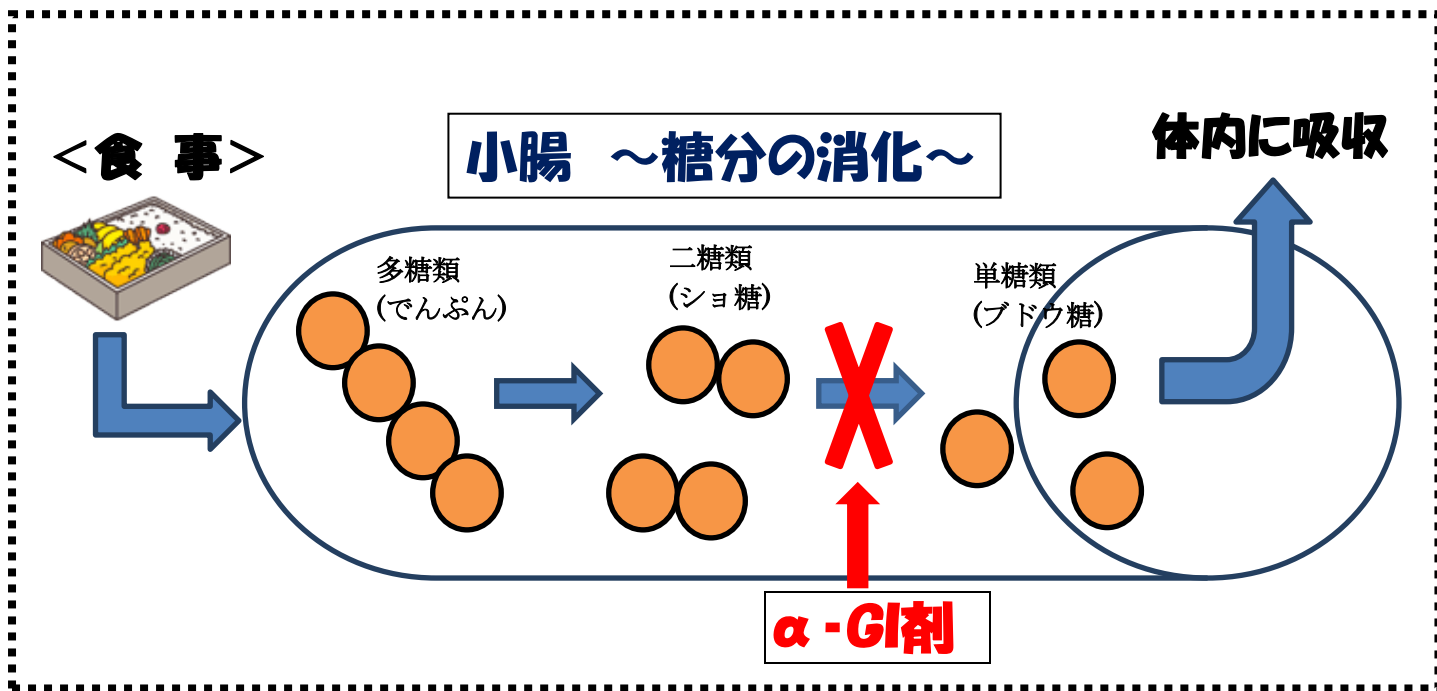 ＜食 事＞
小腸 ～糖分の消化～
体内に吸収
多糖類
(でんぷん)
二糖類
(ショ糖)
単糖類
(ブドウ糖)
α‐GI剤